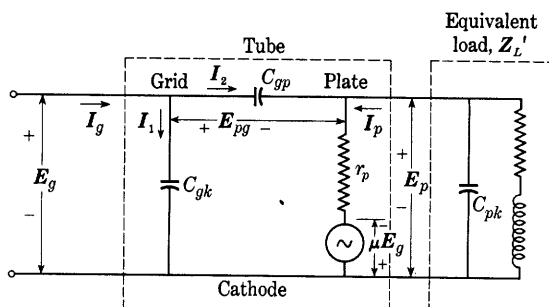 Equivalent
load, Z_L'
Tube
Grid I_2 C_gp Plate
I_g I_1 + E_pg − I_p
+ E_g −
C_gk
r_p
+ E_p −
C_pk
− μE_g +
Cathode